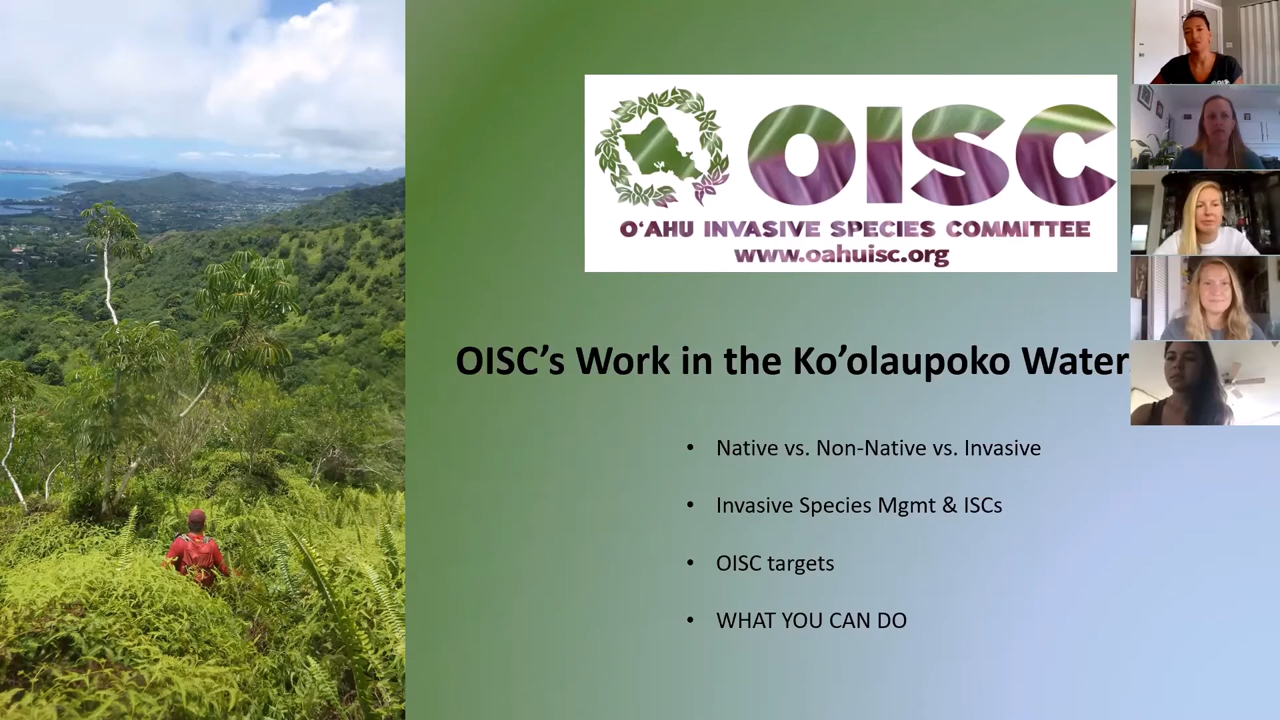 OISC
OʻAHU INVASIVE SPECIES COMMITTEE
www.oahuisc.org
OISC’s Work in the Ko’olaupoko Water
• Native vs. Non-Native vs. Invasive
• Invasive Species Mgmt & ISCs
• OISC targets
• WHAT YOU CAN DO